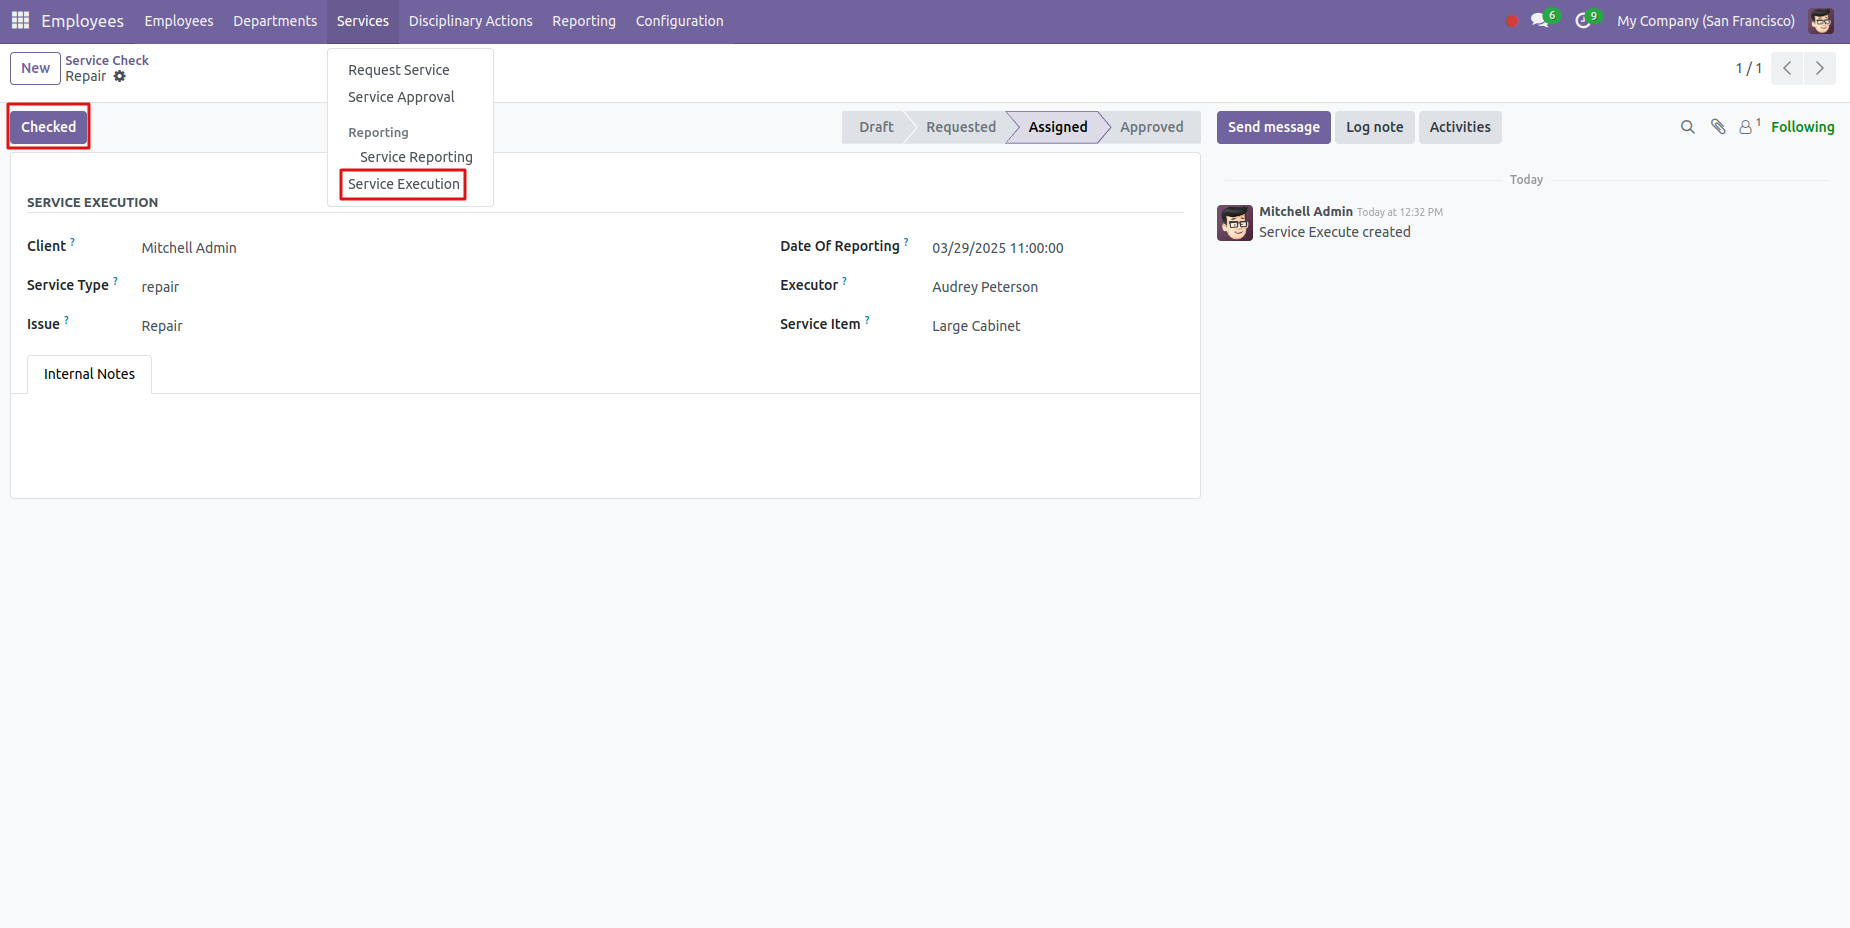 Employees Employees Departments Services Disciplinary Actions Reporting Configuration 6 9 My Company (San Francisco)
New Service Check
Repair
1 / 1
Request Service
Service Approval
Reporting
Service Reporting
Service Execution
Checked
Draft Requested Assigned Approved
Send message Log note Activities 1 Following
SERVICE EXECUTION
Client ? Mitchell Admin
Date Of Reporting ? 03/29/2025 11:00:00
Service Type ? repair
Executor ? Audrey Peterson
Issue ? Repair
Service Item ? Large Cabinet
Internal Notes
Today
Mitchell Admin Today at 12:32 PM
Service Execute created